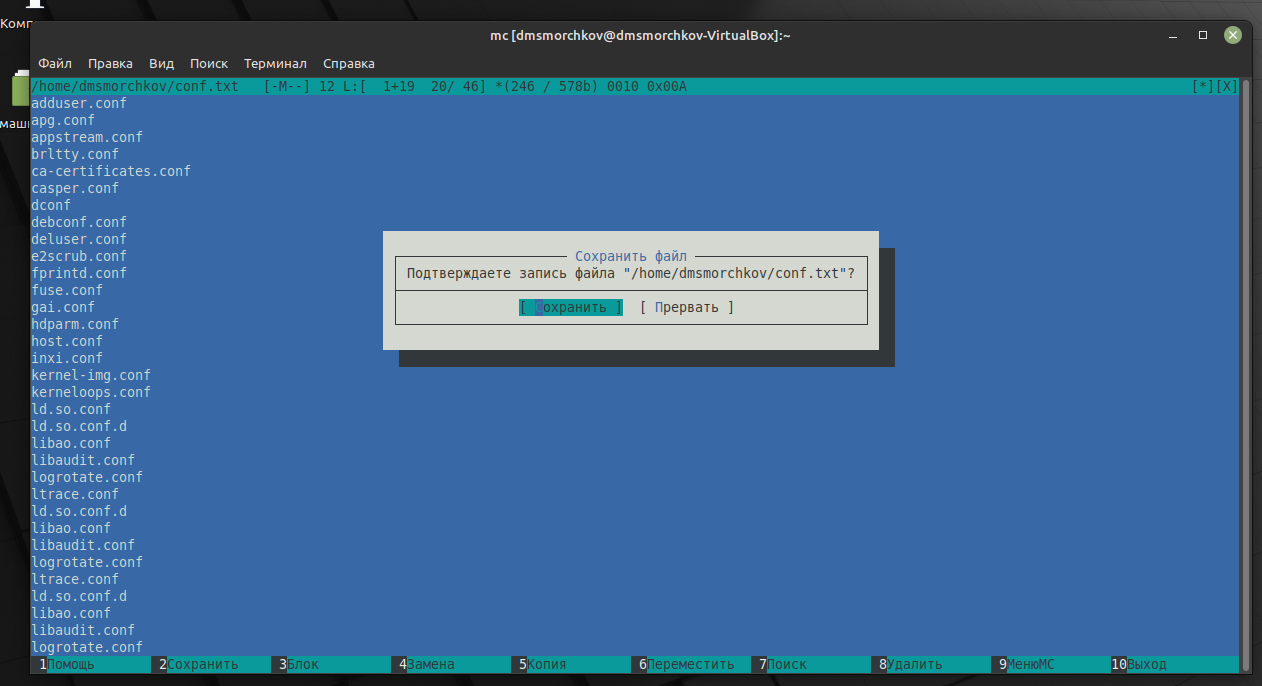 Комп
маш
mc [dmsmorchkov@dmsmorchkov-VirtualBox]:~
Файл Правка Вид Поиск Терминал Справка
/home/dmsmorchkov/conf.txt [-M--] 12 L:[ 1+19 20/ 46] *(246 / 578b) 0010 0x00A [*][X]
adduser.conf
apg.conf
appstream.conf
brltty.conf
ca-certificates.conf
casper.conf
dconf
debconf.conf
deluser.conf
e2scrub.conf
fprintd.conf
fuse.conf
gai.conf
hdparm.conf
host.conf
inxi.conf
kernel-img.conf
kerneloops.conf
ld.so.conf
ld.so.conf.d
libao.conf
libaudit.conf
logrotate.conf
ltrace.conf
ld.so.conf.d
libao.conf
libaudit.conf
logrotate.conf
ltrace.conf
ld.so.conf.d
libao.conf
libaudit.conf
logrotate.conf
Сохранить файл
Подтверждаете запись файла "/home/dmsmorchkov/conf.txt"?
[ Сохранить ] [ Прервать ]
1Помощь 2Сохранить 3Блок 4Замена 5Копия 6Переместить 7Поиск 8Удалить 9МенюMC 10Выход